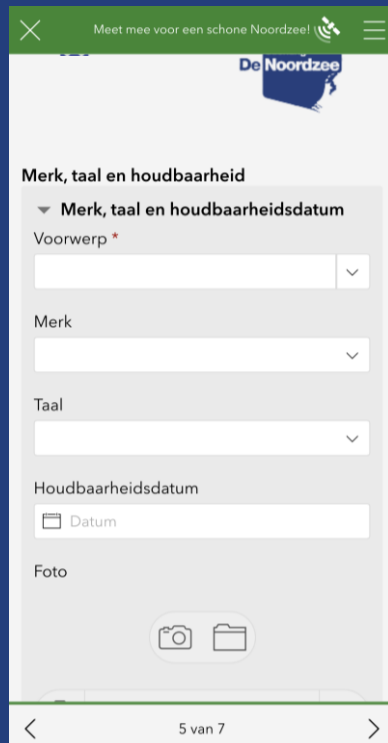 Meet mee voor een schone Noordzee!
De Noordzee
Merk, taal en houdbaarheid
Merk, taal en houdbaarheidsdatum
Voorwerp *
Merk
Taal
Houdbaarheidsdatum
Datum
Foto
5 van 7